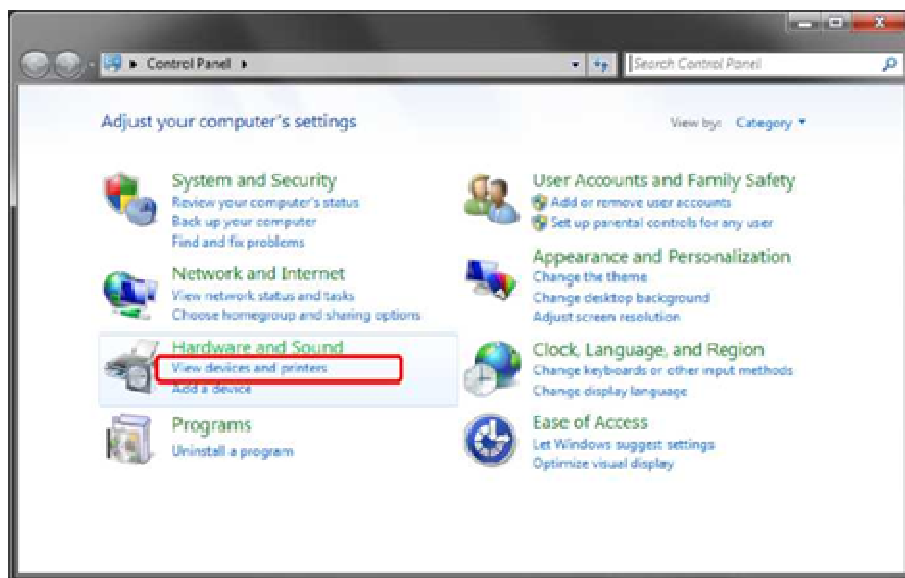 Control Panel
Search Control Panel
Adjust your computer's settings
View by: Category
System and Security
Review your computer's status
Back up your computer
Find and fix problems
Network and Internet
View network status and tasks
Choose homegroup and sharing options
Hardware and Sound
View devices and printers
Add a device
Programs
Uninstall a program
User Accounts and Family Safety
Add or remove user accounts
Set up parental controls for any user
Appearance and Personalization
Change the theme
Change desktop background
Adjust screen resolution
Clock, Language, and Region
Change keyboards or other input methods
Change display language
Ease of Access
Let Windows suggest settings
Optimize visual display